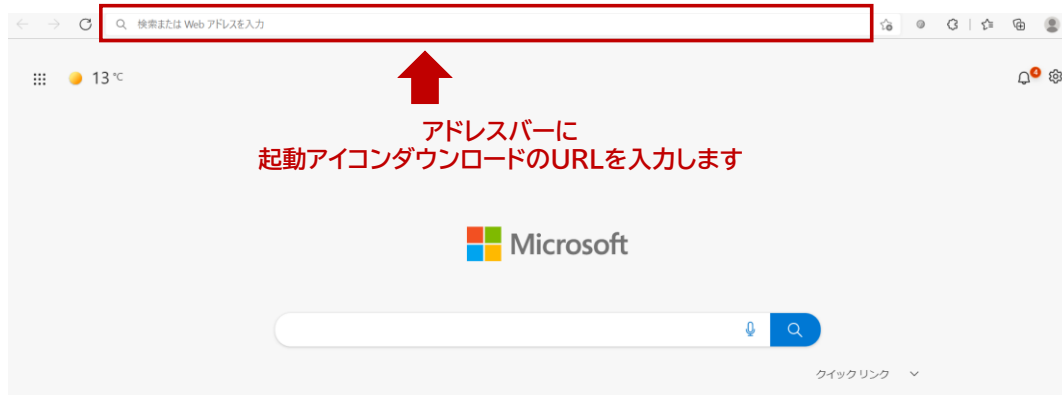 検索または Web アドレスを入力
13 ℃
4
アドレスバーに
起動アイコンダウンロードのURLを入力します
Microsoft
クイックリンク